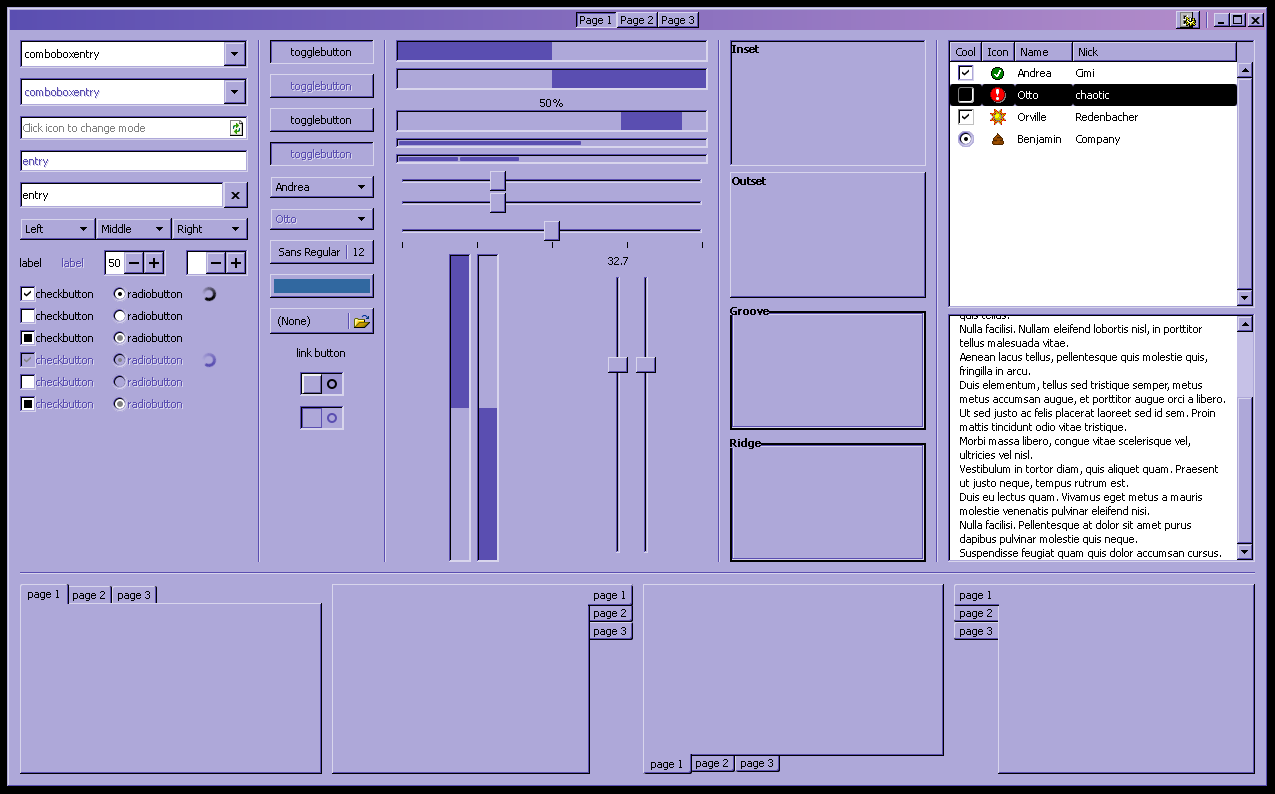 Page 1 Page 2 Page 3
comboboxentry
comboboxentry
Click icon to change mode
entry
entry
Left Middle Right
label label 50
checkbutton radiobutton
checkbutton radiobutton
checkbutton radiobutton
checkbutton radiobutton
checkbutton radiobutton
checkbutton radiobutton
togglebutton
togglebutton
togglebutton
togglebutton
Andrea
Otto
Sans Regular 12
(None)
link button
50%
32.7
Inset
Outset
Groove
Ridge
Cool Icon Name Nick
Andrea Cimi
Otto chaotic
Orville Redenbacher
Benjamin Company
quis tellus.
Nulla facilisi. Nullam eleifend lobortis nisl, in porttitor
tellus malesuada vitae.
Aenean lacus tellus, pellentesque quis molestie quis,
fringilla in arcu.
Duis elementum, tellus sed tristique semper, metus
metus accumsan augue, et porttitor augue orci a libero.
Ut sed justo ac felis placerat laoreet sed id sem. Proin
mattis tincidunt odio vitae tristique.
Morbi massa libero, congue vitae scelerisque vel,
ultricies vel nisl.
Vestibulum in tortor diam, quis aliquet quam. Praesent
ut justo neque, tempus rutrum est.
Duis eu lectus quam. Vivamus eget metus a mauris
molestie venenatis pulvinar eleifend nisi.
Nulla facilisi. Pellentesque at dolor sit amet purus
dapibus pulvinar molestie quis neque.
Suspendisse feugiat quam quis dolor accumsan cursus.
page 1 page 2 page 3
page 1
page 2
page 3
page 1 page 2 page 3
page 1
page 2
page 3